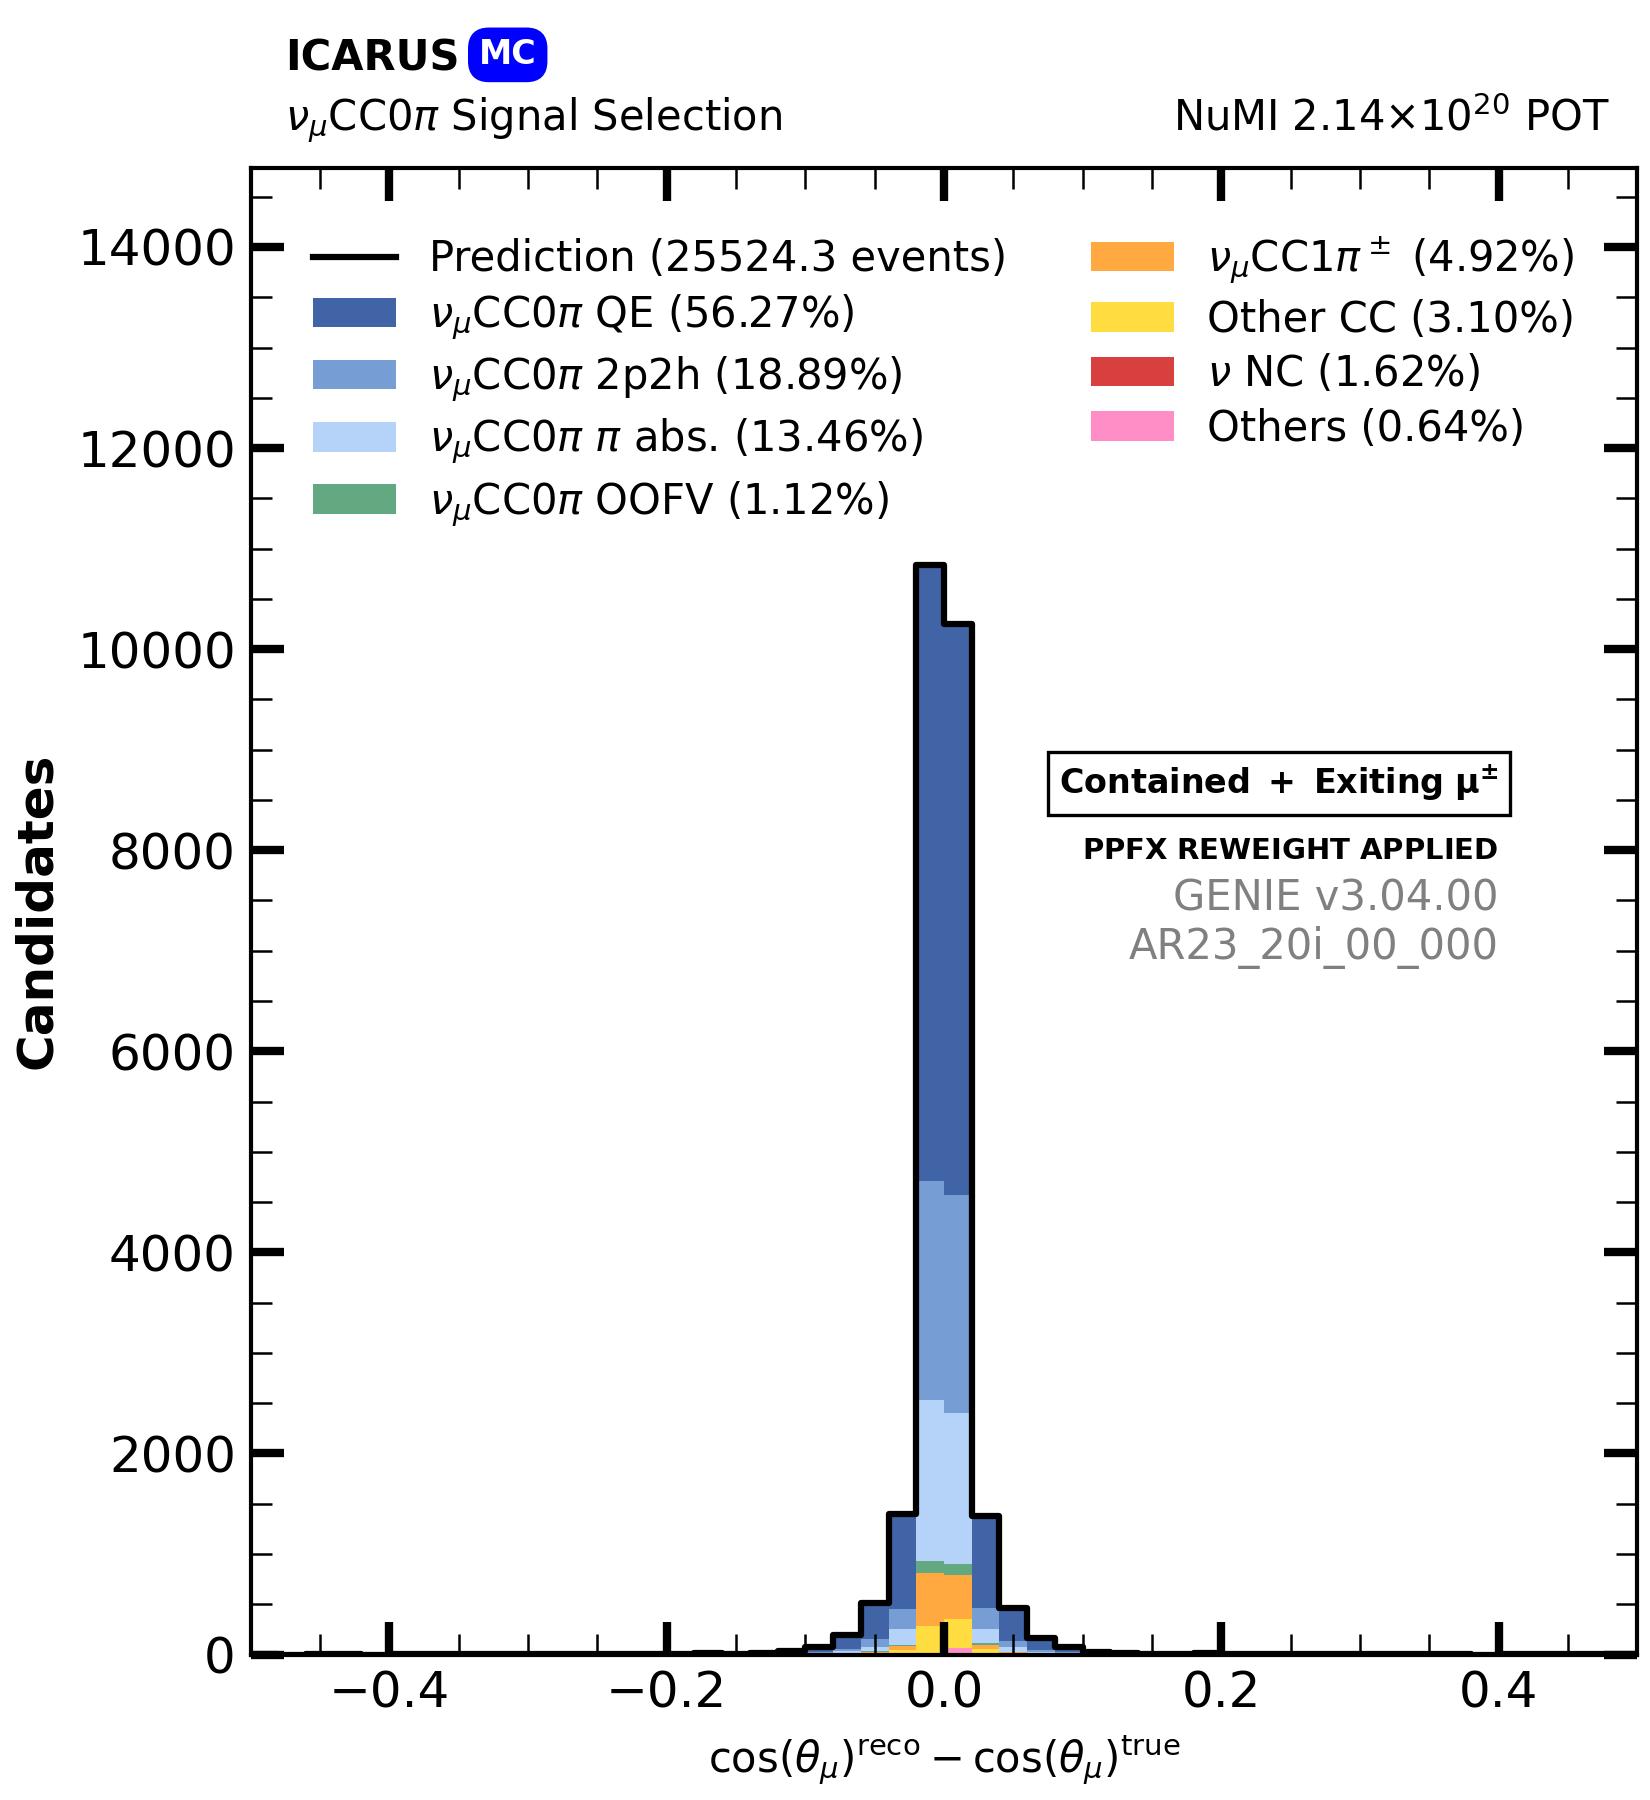 ICARUS MC
νμCC0π Signal Selection
NuMI 2.14×10²⁰ POT
Prediction (25524.3 events)
νμCC0π QE (56.27%)
νμCC0π 2p2h (18.89%)
νμCC0π π abs. (13.46%)
νμCC0π OOFV (1.12%)
νμCC1π± (4.92%)
Other CC (3.10%)
ν NC (1.62%)
Others (0.64%)
Contained + Exiting μ±
PPFX REWEIGHT APPLIED
GENIE v3.04.00
AR23_20i_00_000
Candidates
14000
12000
10000
8000
6000
4000
2000
0
−0.4 −0.2 0.0 0.2 0.4
cos(θμ)reco − cos(θμ)true